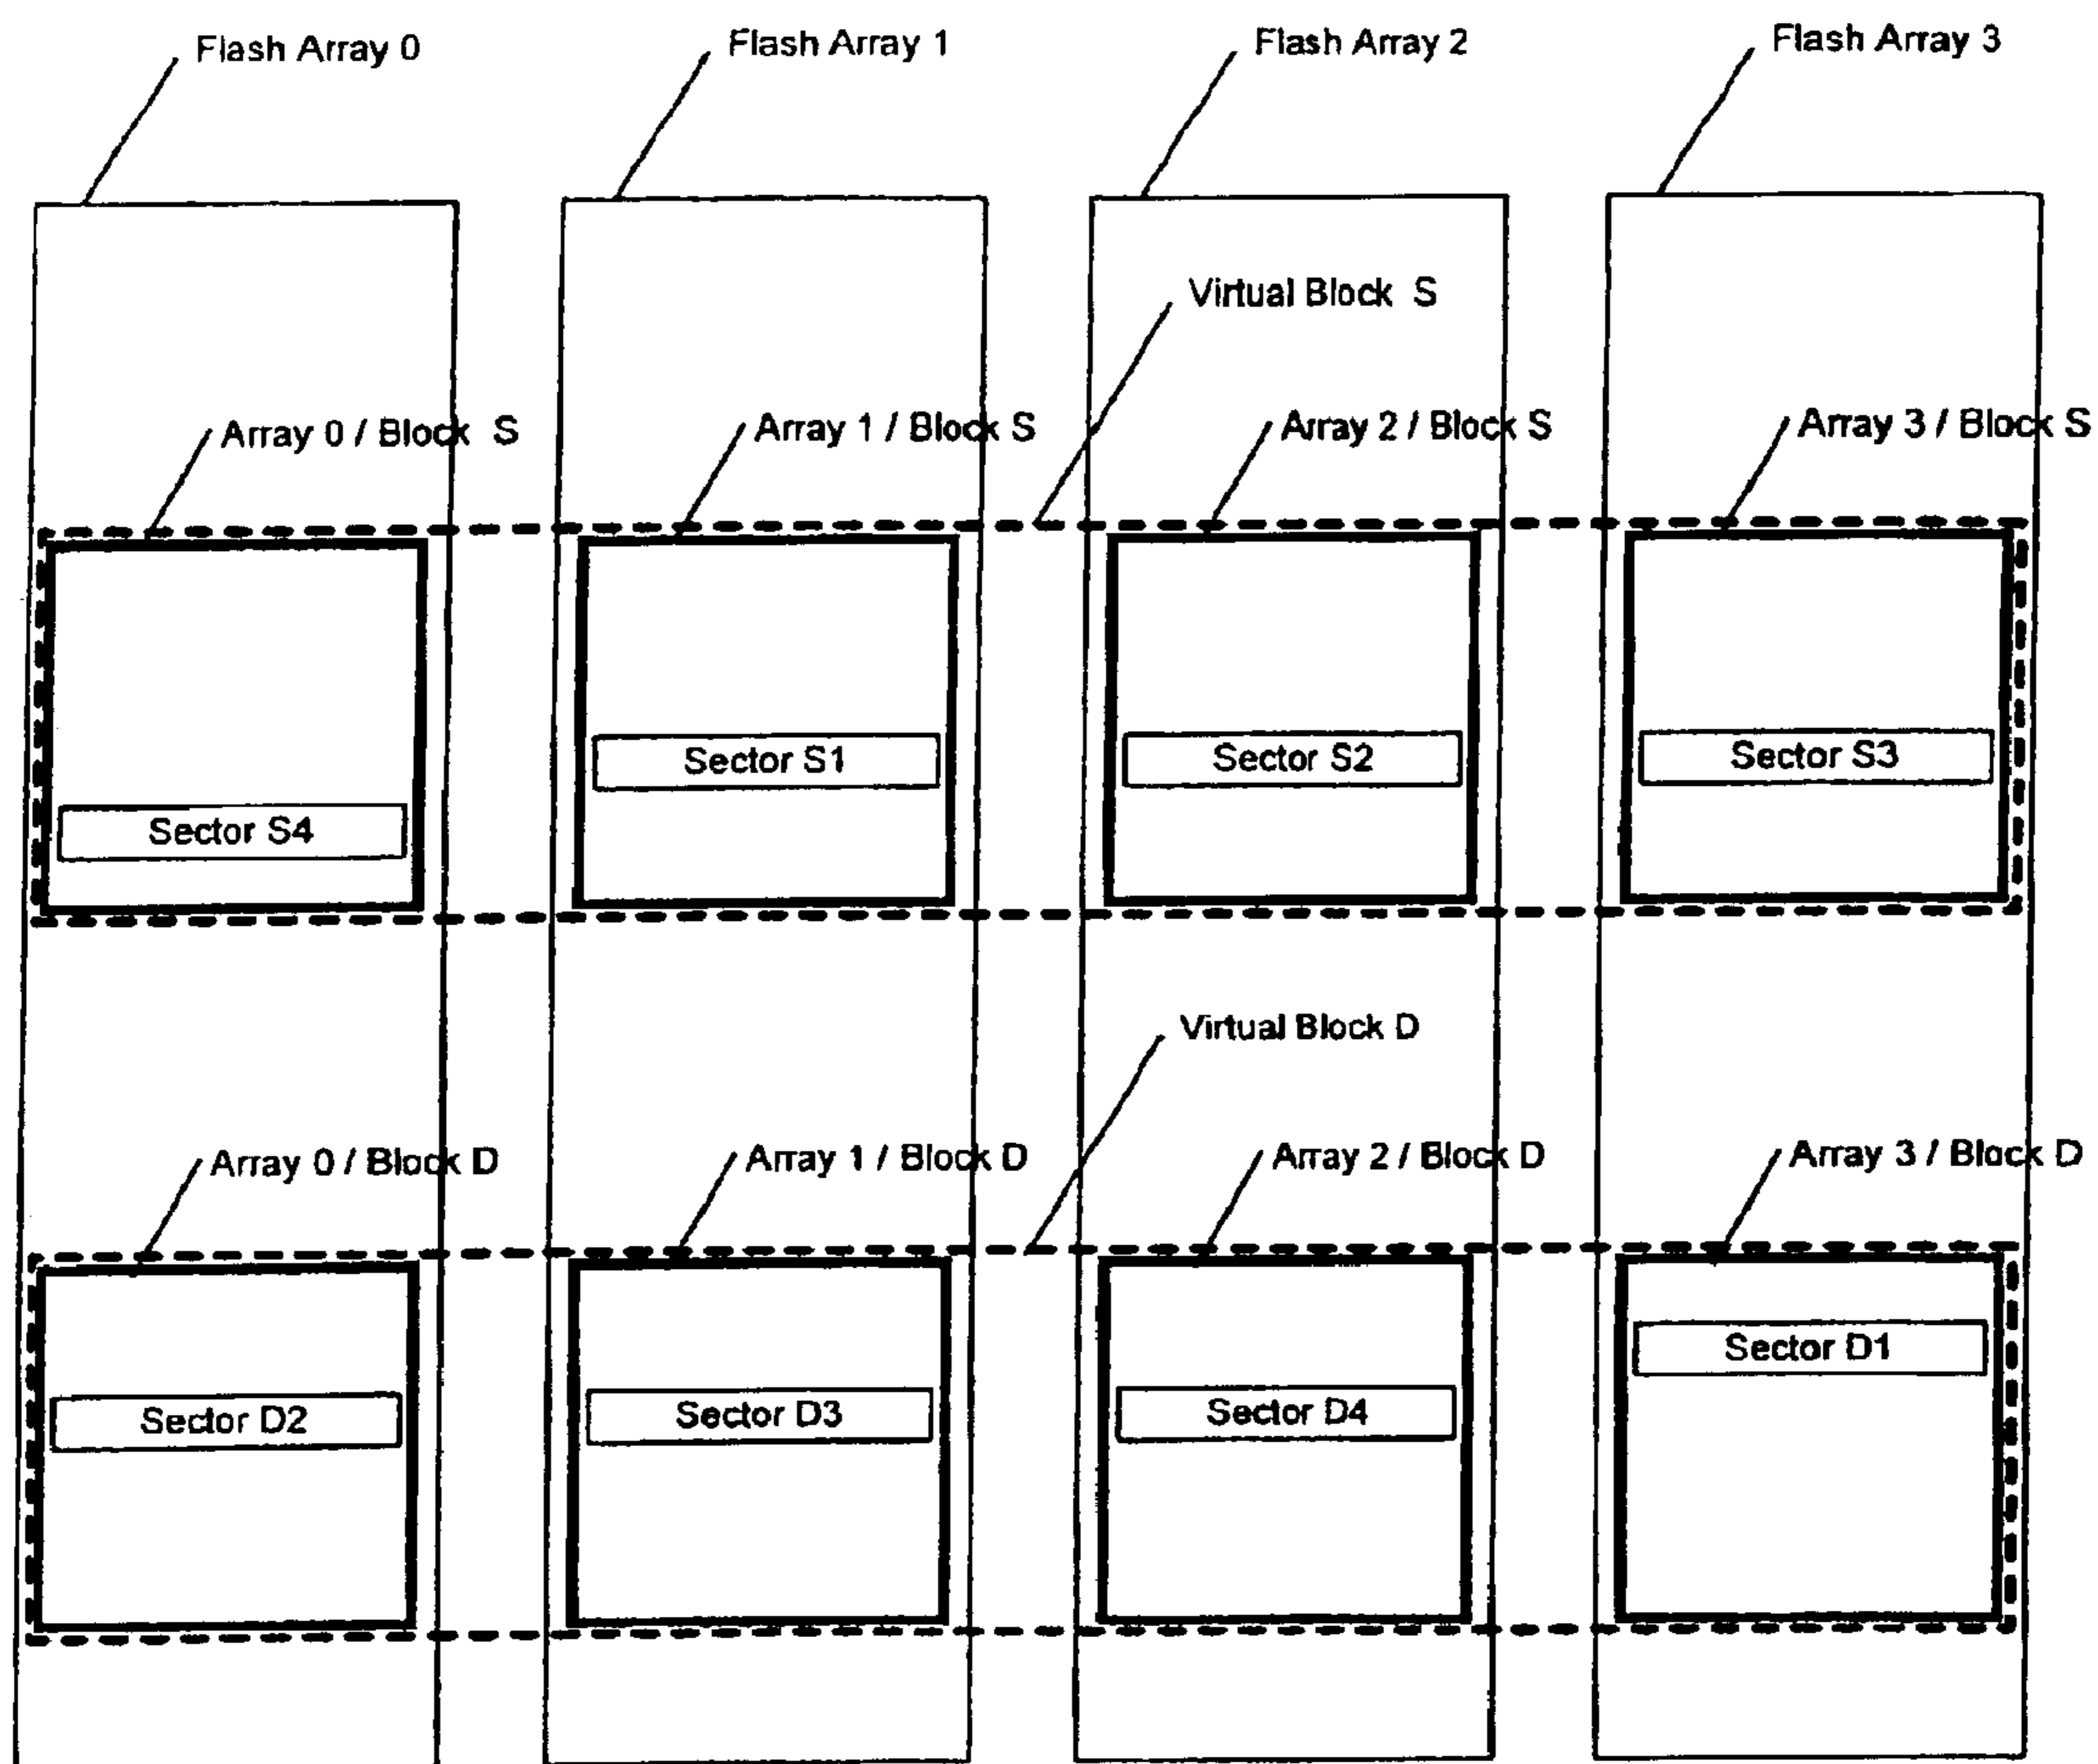 Flash Array 0
Flash Array 1
Flash Array 2
Flash Array 3
Virtual Block S
Array 0 / Block S
Array 1 / Block S
Array 2 / Block S
Array 3 / Block S
Sector S1
Sector S2
Sector S3
Sector S4
Virtual Block D
Array 0 / Block D
Array 1 / Block D
Array 2 / Block D
Array 3 / Block D
Sector D1
Sector D2
Sector D3
Sector D4